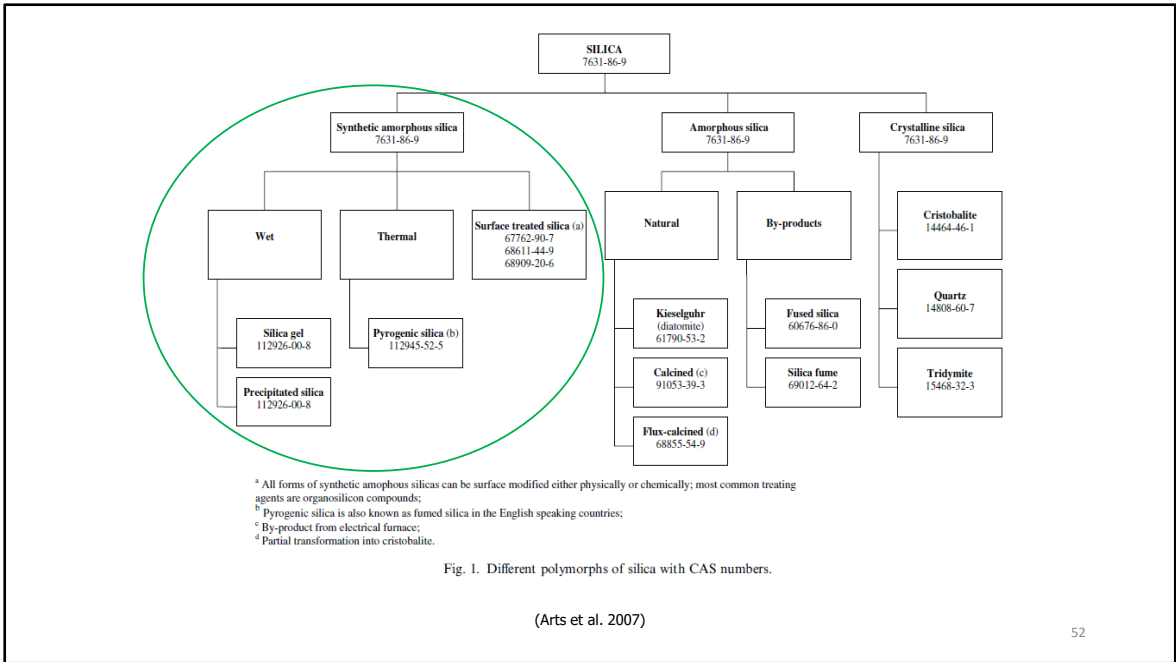 SILICA
7631-86-9
Synthetic amorphous silica
7631-86-9
Amorphous silica
7631-86-9
Crystalline silica
7631-86-9
Wet
Thermal
Surface treated silica (a)
67762-90-7
68611-44-9
68909-20-6
Natural
By-products
Cristobalite
14464-46-1
Quartz
14808-60-7
Tridymite
15468-32-3
Silica gel
112926-00-8
Precipitated silica
112926-00-8
Pyrogenic silica (b)
112945-52-5
Kieselguhr
(diatomite)
61790-53-2
Calcined (c)
91053-39-3
Flux-calcined (d)
68855-54-9
Fused silica
60676-86-0
Silica fume
69012-64-2
a All forms of synthetic amophous silicas can be surface modified either physically or chemically; most common treating
agents are organosilicon compounds;
b Pyrogenic silica is also known as fumed silica in the English speaking countries;
c By-product from electrical furnace;
d Partial transformation into cristobalite.
Fig. 1. Different polymorphs of silica with CAS numbers.
(Arts et al. 2007)
52